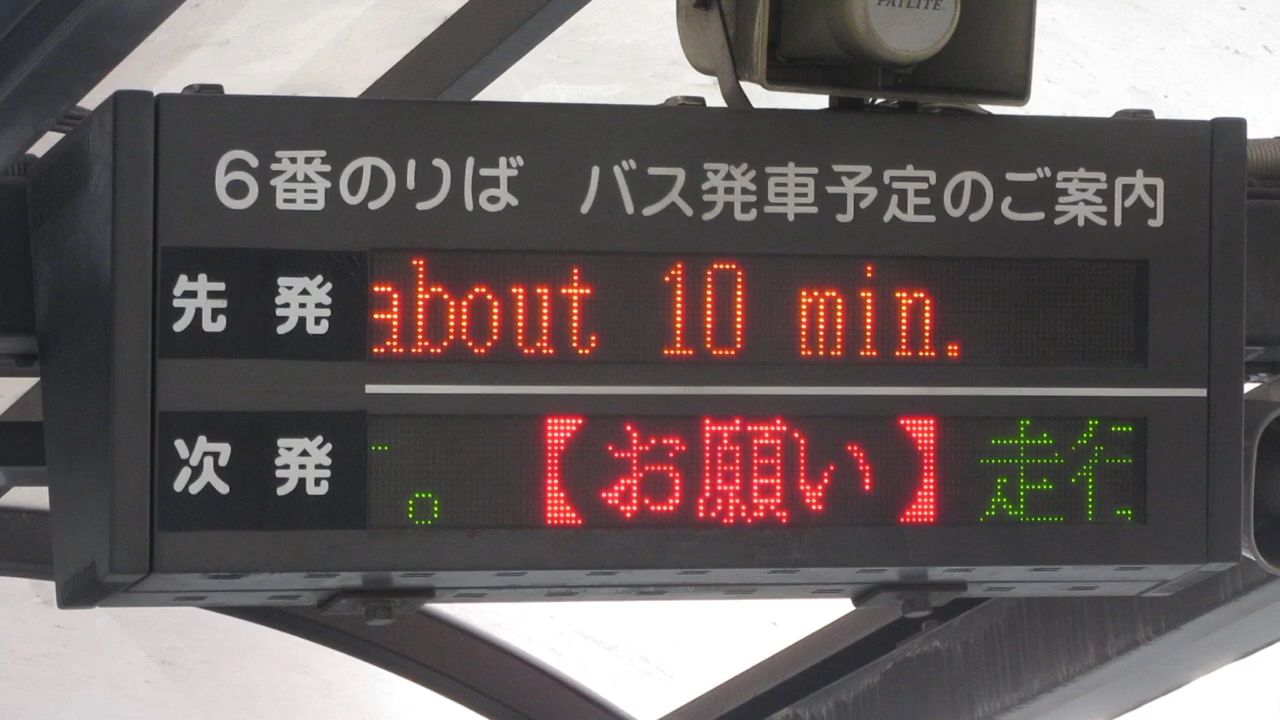 PATLITE
6番のりば バス発車予定のご案内
先発 about 10 min.
次発 。 【お願い】 走行